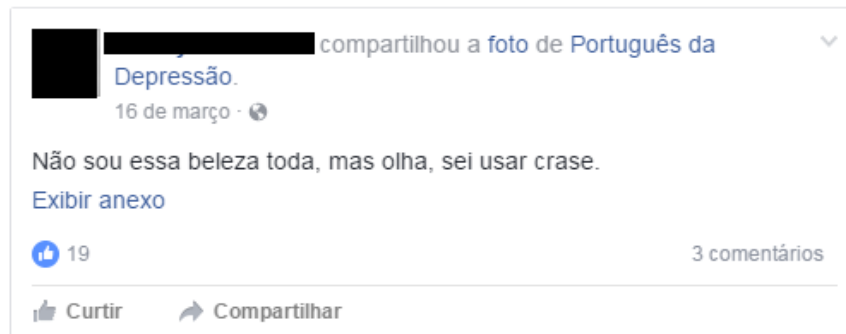 compartilhou a foto de Português da
Depressão.
16 de março ·
Não sou essa beleza toda, mas olha, sei usar crase.
Exibir anexo
19
3 comentários
Curtir Compartilhar